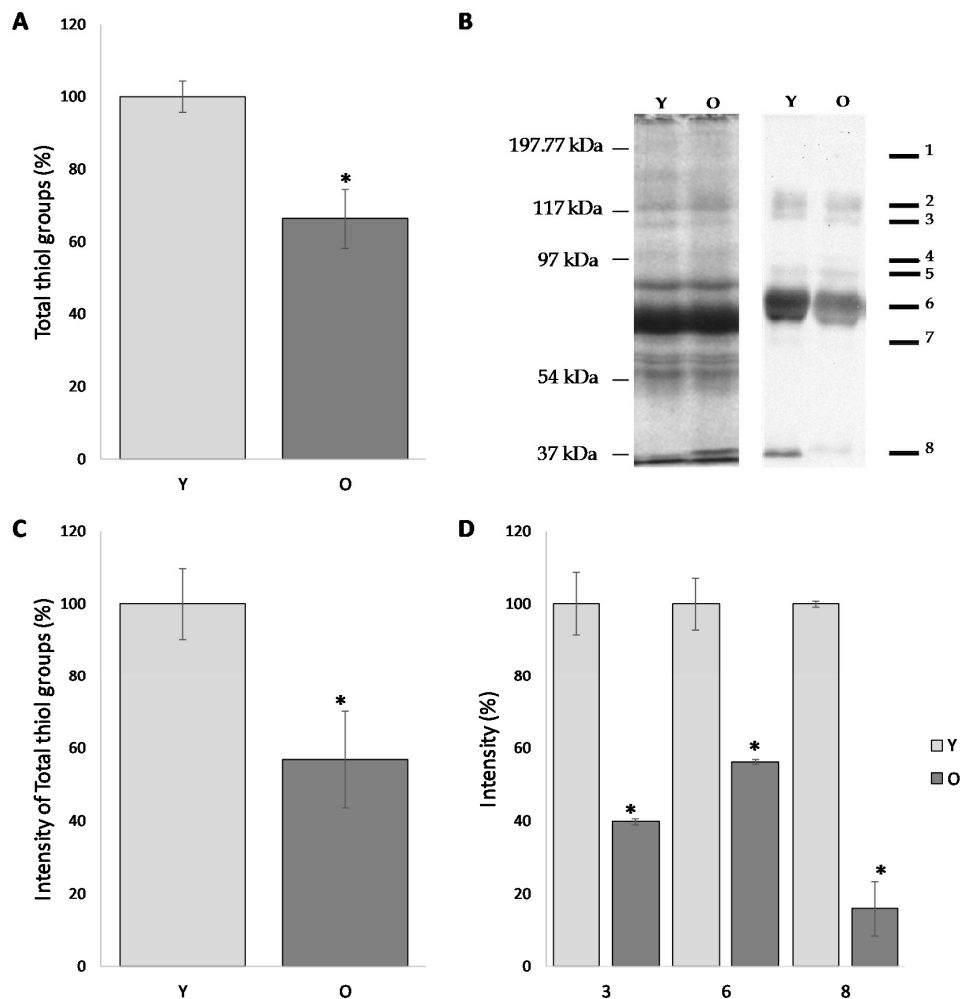 A
120
100
80
60
40
20
0
Total thiol groups (%)
*
Y O
B
Y O Y O
197.77 kDa
117 kDa
97 kDa
54 kDa
37 kDa
1
2
3
4
5
6
7
8
C
120
100
80
60
40
20
0
Intensity of Total thiol groups (%)
*
Y O
D
120
100
80
60
40
20
0
Intensity (%)
*
*
*
3 6 8
Y
O